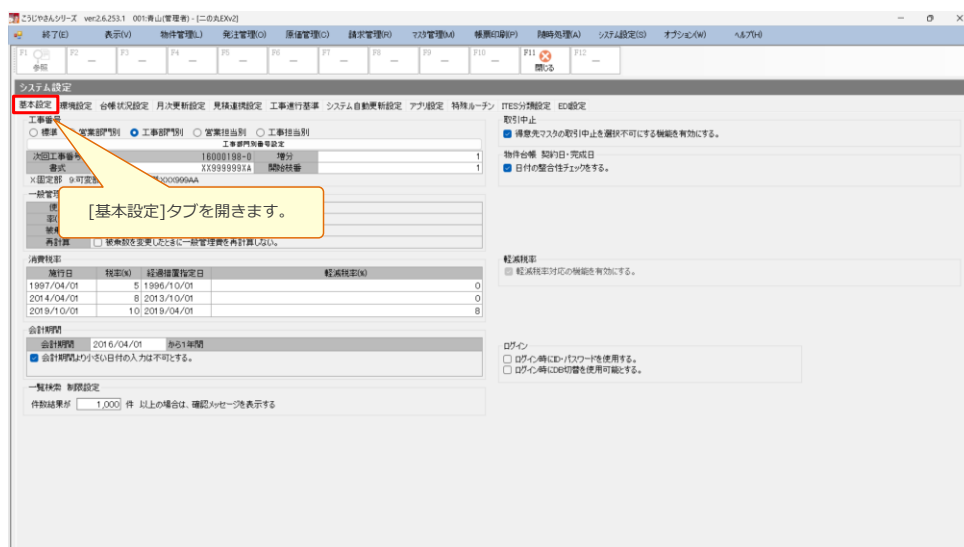 こうじやさんシリーズ ver:2.6.253.1 001:青山(管理者) - [二の丸EXv2]
終了(E) 表示(V) 物件管理(L) 発注管理(O) 原価管理(C) 請求管理(R) マスタ管理(M) 帳票印刷(P) 随時処理(A) システム設定(S) オプション(W) ヘルプ(H)
F1 F2 F3 F4 F5 F6 F7 F8 F9 F10 F11 F12
参照 閉じる
システム設定
基本設定 環境設定 台帳状況設定 月次更新設定 見積連携設定 工事進行基準 システム自動更新設定 アプリ設定 特殊ルーチン ITES分類設定 EDI設定
工事番号
標準 営業部門別 工事部門別 営業担当別 工事担当別
工事部門別番号設定
次回工事番号 16000198-0 増分 1
書式 XX999999XA 開始枝番 1
X:固定部 9:可変部 XXX999AA
一般管理
再計算 被乗数を変更したときに一般管理費を再計算しない。
[基本設定]タブを開きます。
消費税率
施行日 税率(%) 経過措置指定日 軽減税率(%)
1997/04/01 5 1996/10/01 0
2014/04/01 8 2013/10/01 0
2019/10/01 10 2019/04/01 8
会計期間
会計期間 2016/04/01 から1年間
会計期間より小さい日付の入力は不可とする。
一覧検索 制限設定
件数結果が 1,000 件 以上の場合は、確認メッセージを表示する
取引中止
得意先マスタの取引中止を選択不可にする機能を有効にする。
物件台帳 契約日・完成日
日付の整合性チェックをする。
軽減税率
軽減税率対応の機能を有効にする。
ログイン
ログイン時にID・パスワードを使用する。
ログイン時にDB切替を使用可能とする。